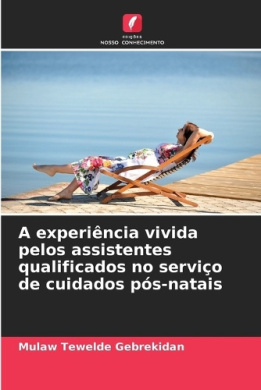 edições
NOSSO CONHECIMENTO
A experiência vivida
pelos assistentes
qualificados no serviço
de cuidados pós-natais
Mulaw Tewelde Gebrekidan